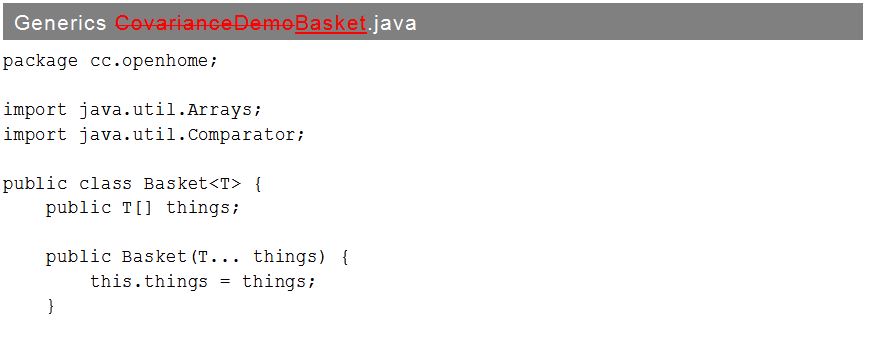 Generics CovarianceDemoBasket.java
package cc.openhome;
import java.util.Arrays;
import java.util.Comparator;
public class Basket<T> {
    public T[] things;
    public Basket(T... things) {
        this.things = things;
    }